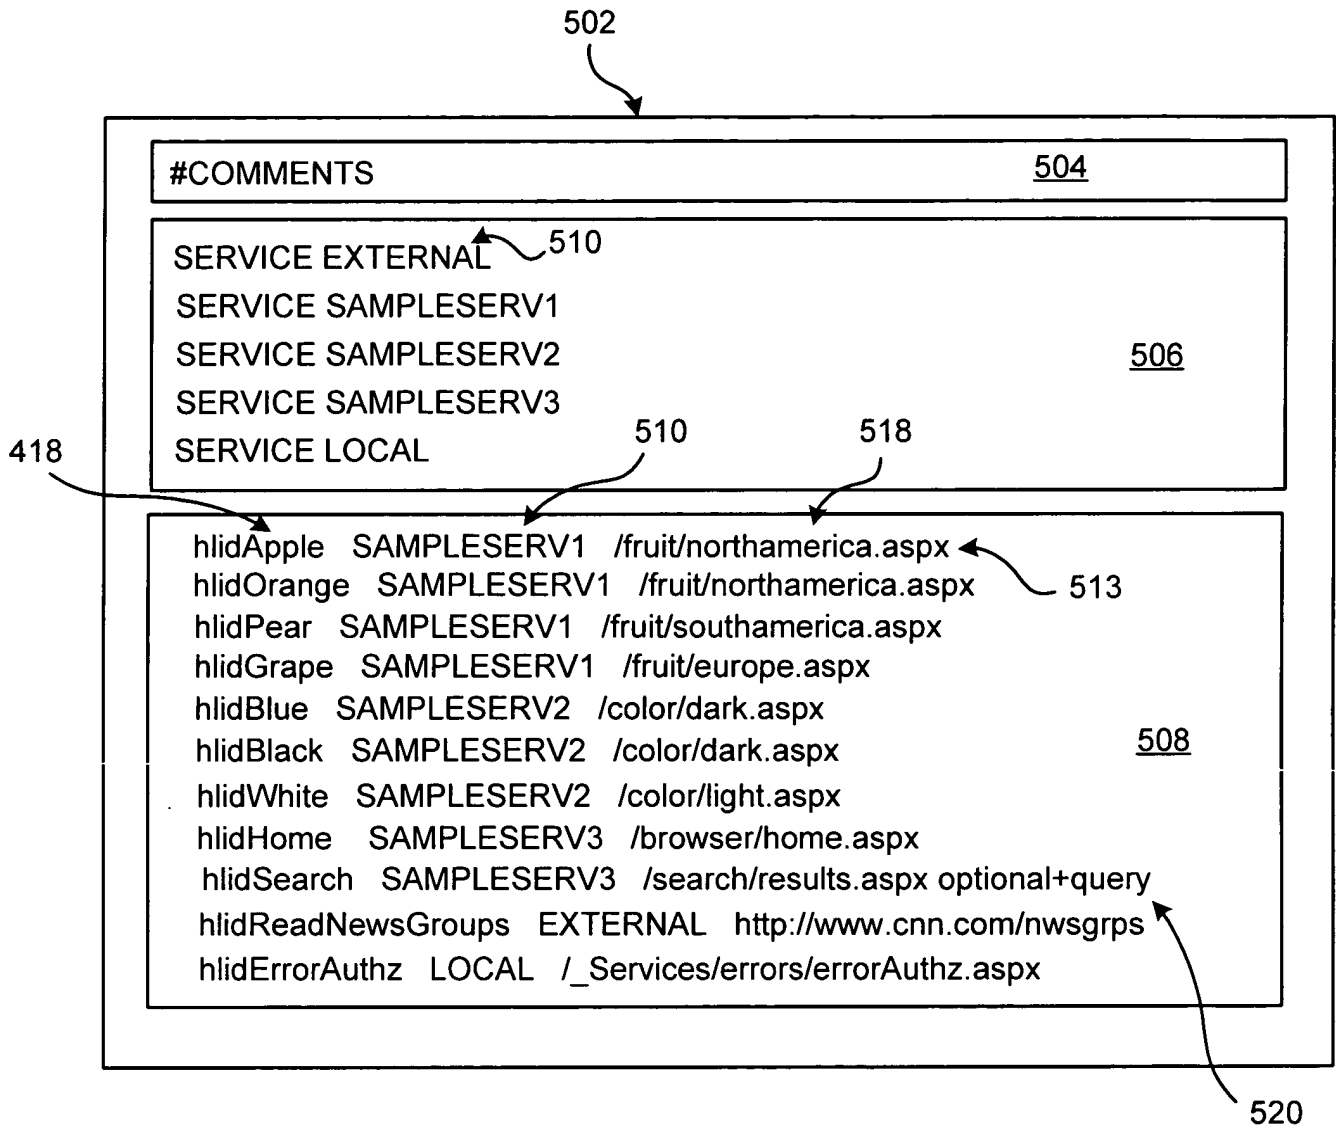 502
#COMMENTS 504
SERVICE EXTERNAL 510
SERVICE SAMPLESERV1
SERVICE SAMPLESERV2 506
SERVICE SAMPLESERV3
SERVICE LOCAL
418 510 518
hlidApple SAMPLESERV1 /fruit/northamerica.aspx
hlidOrange SAMPLESERV1 /fruit/northamerica.aspx 513
hlidPear SAMPLESERV1 /fruit/southamerica.aspx
hlidGrape SAMPLESERV1 /fruit/europe.aspx
hlidBlue SAMPLESERV2 /color/dark.aspx
hlidBlack SAMPLESERV2 /color/dark.aspx 508
hlidWhite SAMPLESERV2 /color/light.aspx
hlidHome SAMPLESERV3 /browser/home.aspx
hlidSearch SAMPLESERV3 /search/results.aspx optional+query
hlidReadNewsGroups EXTERNAL http://www.cnn.com/nwsgrps
hlidErrorAuthz LOCAL /_Services/errors/errorAuthz.aspx
520